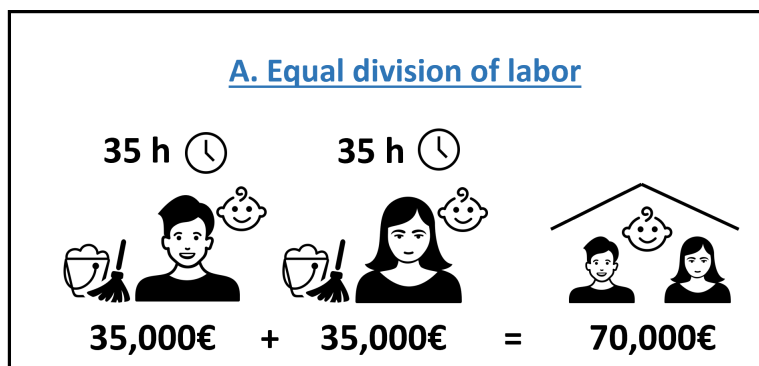 A. Equal division of labor
35 h 35 h
35,000€ + 35,000€ = 70,000€